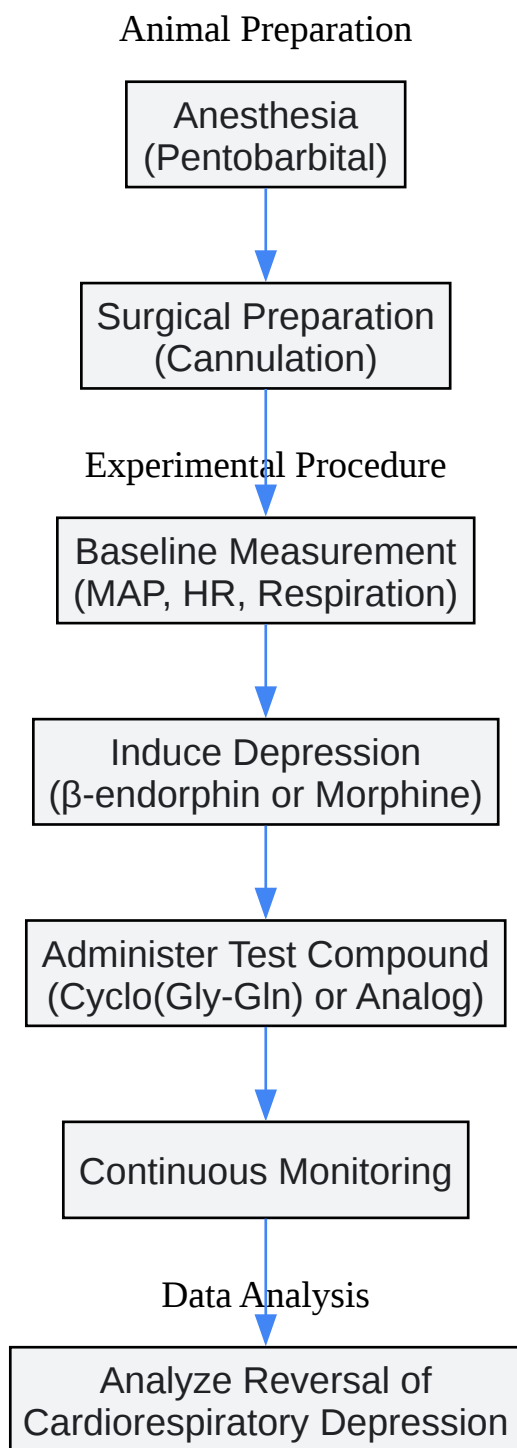 Animal Preparation
Anesthesia
(Pentobarbital)
Surgical Preparation
(Cannulation)
Experimental Procedure
Baseline Measurement
(MAP, HR, Respiration)
Induce Depression
(β-endorphin or Morphine)
Administer Test Compound
(Cyclo(Gly-Gln) or Analog)
Continuous Monitoring
Data Analysis
Analyze Reversal of
Cardiorespiratory Depression